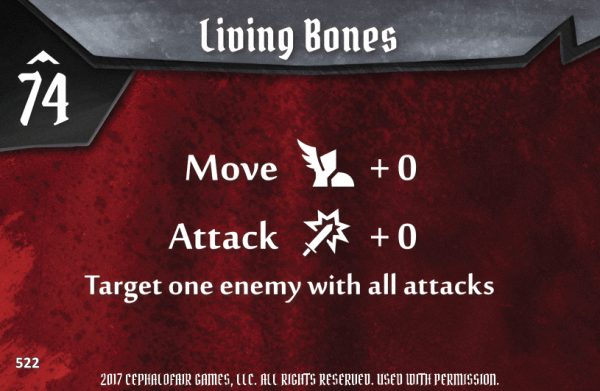 Living Bones
74
Move + 0
Attack + 0
Target one enemy with all attacks
522
2017 CEPHALOFAIR GAMES, LLC. ALL RIGHTS RESERVED. USED WITH PERMISSION.